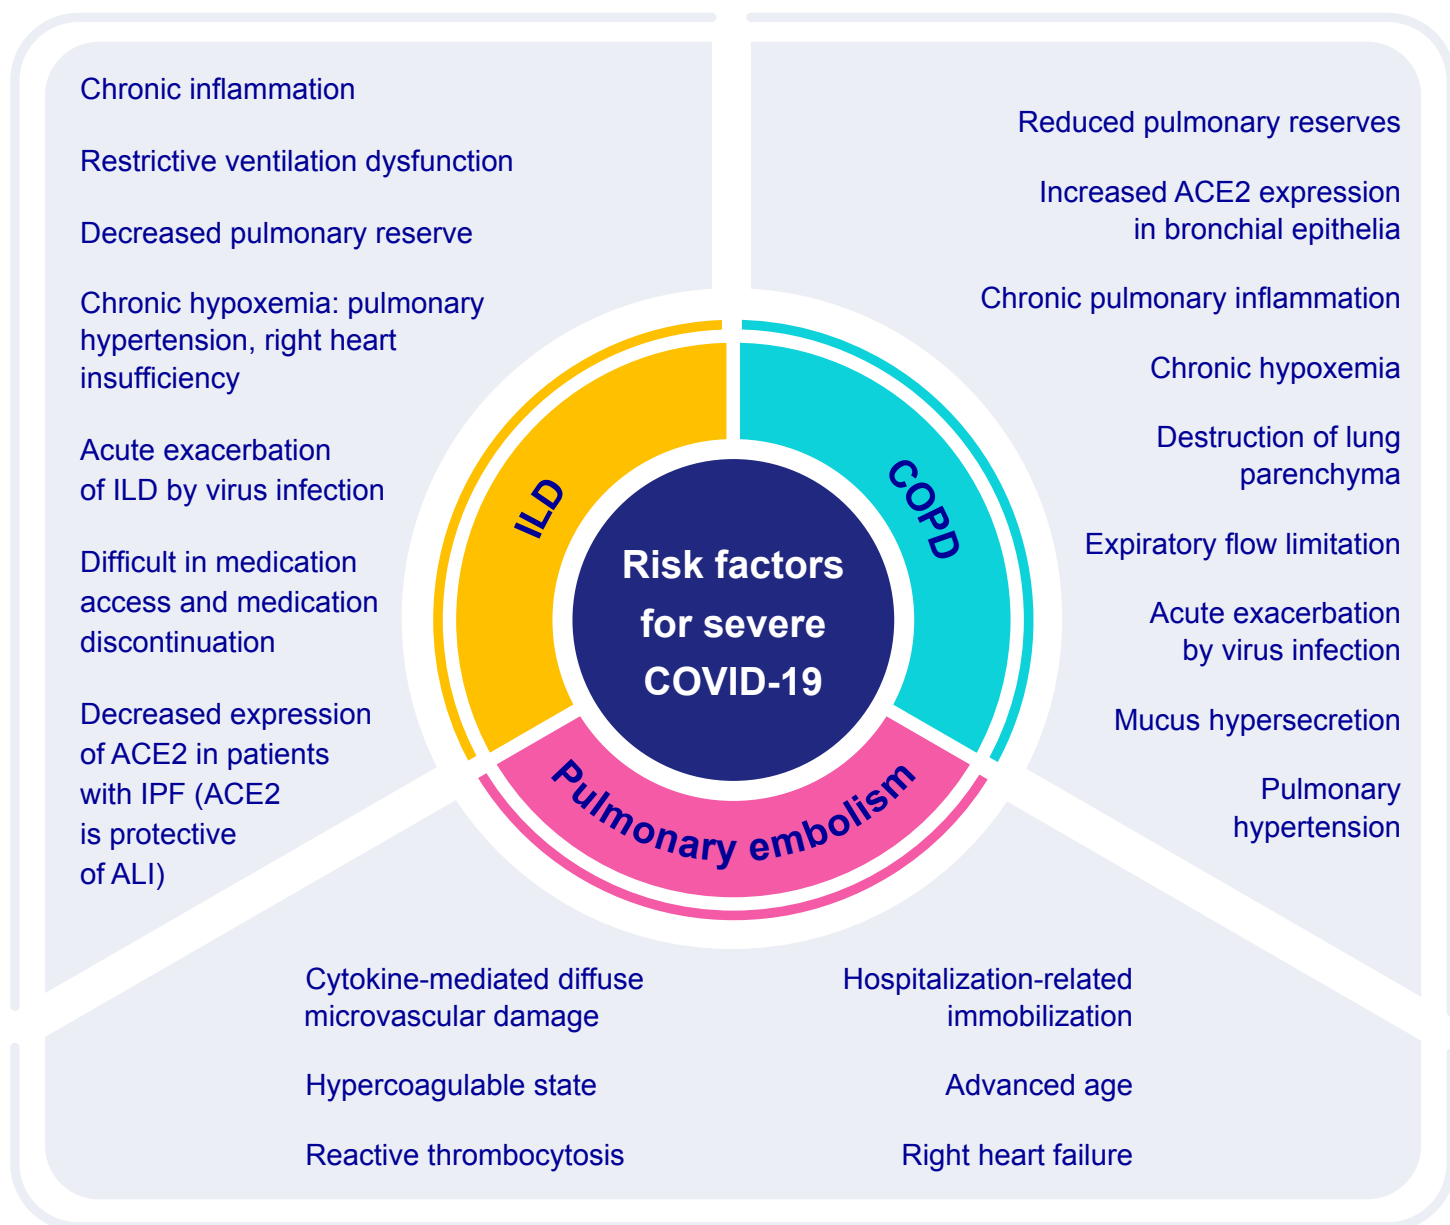 Chronic inflammation
Restrictive ventilation dysfunction
Decreased pulmonary reserve
Chronic hypoxemia: pulmonary
hypertension, right heart
insufficiency
Acute exacerbation
of ILD by virus infection
Difficult in medication
access and medication
discontinuation
Decreased expression
of ACE2 in patients
with IPF (ACE2
is protective
of ALI)
Reduced pulmonary reserves
Increased ACE2 expression
in bronchial epithelia
Chronic pulmonary inflammation
Chronic hypoxemia
Destruction of lung
parenchyma
Expiratory flow limitation
Acute exacerbation
by virus infection
Mucus hypersecretion
Pulmonary
hypertension
ILD
COPD
Risk factors
for severe
COVID-19
Pulmonary embolism
Cytokine-mediated diffuse
microvascular damage
Hypercoagulable state
Reactive thrombocytosis
Hospitalization-related
immobilization
Advanced age
Right heart failure